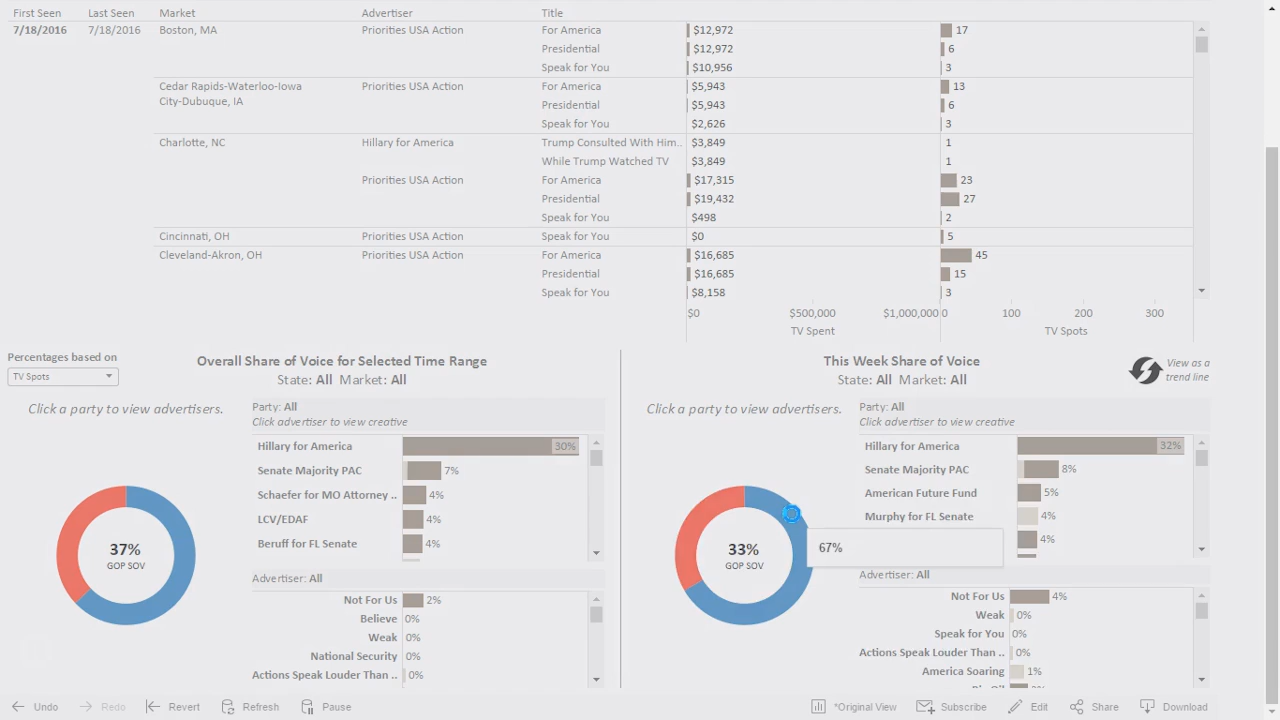 First Seen Last Seen Market Advertiser Title
7/18/2016 7/18/2016 Boston, MA Priorities USA Action For America $12,972 17
Presidential $12,972 6
Speak for You $10,956 3
Cedar Rapids-Waterloo-Iowa Priorities USA Action For America $5,943 13
City-Dubuque, IA
Presidential $5,943 6
Speak for You $2,626 3
Charlotte, NC Hillary for America Trump Consulted With Him.. $3,849 1
While Trump Watched TV $3,849 1
Priorities USA Action For America $17,315 23
Presidential $19,432 27
Speak for You $498 2
Cincinnati, OH Priorities USA Action Speak for You $0 5
Cleveland-Akron, OH Priorities USA Action For America $16,685 45
Presidential $16,685 15
Speak for You $8,158 3
$0 $500,000 $1,000,000 0 100 200 300
TV Spent TV Spots
Percentages based on
TV Spots
Overall Share of Voice for Selected Time Range
State: All Market: All
Click a party to view advertisers.
Party: All
Click advertiser to view creative
Hillary for America 30%
Senate Majority PAC 7%
Schaefer for MO Attorney .. 4%
LCV/EDAF 4%
Beruff for FL Senate 4%
37%
GOP SOV
Advertiser: All
Not For Us 2%
Believe 0%
Weak 0%
National Security 0%
Actions Speak Louder Than .. 0%
This Week Share of Voice
State: All Market: All
View as a
trend line
Click a party to view advertisers.
Party: All
Click advertiser to view creative
Hillary for America 32%
Senate Majority PAC 8%
American Future Fund 5%
Murphy for FL Senate 4%
4%
33%
GOP SOV
67%
Advertiser: All
Not For Us 4%
Weak 0%
Speak for You 0%
Actions Speak Louder Than .. 0%
America Soaring 1%
Undo Redo Revert Refresh Pause *Original View Subscribe Edit Share Download